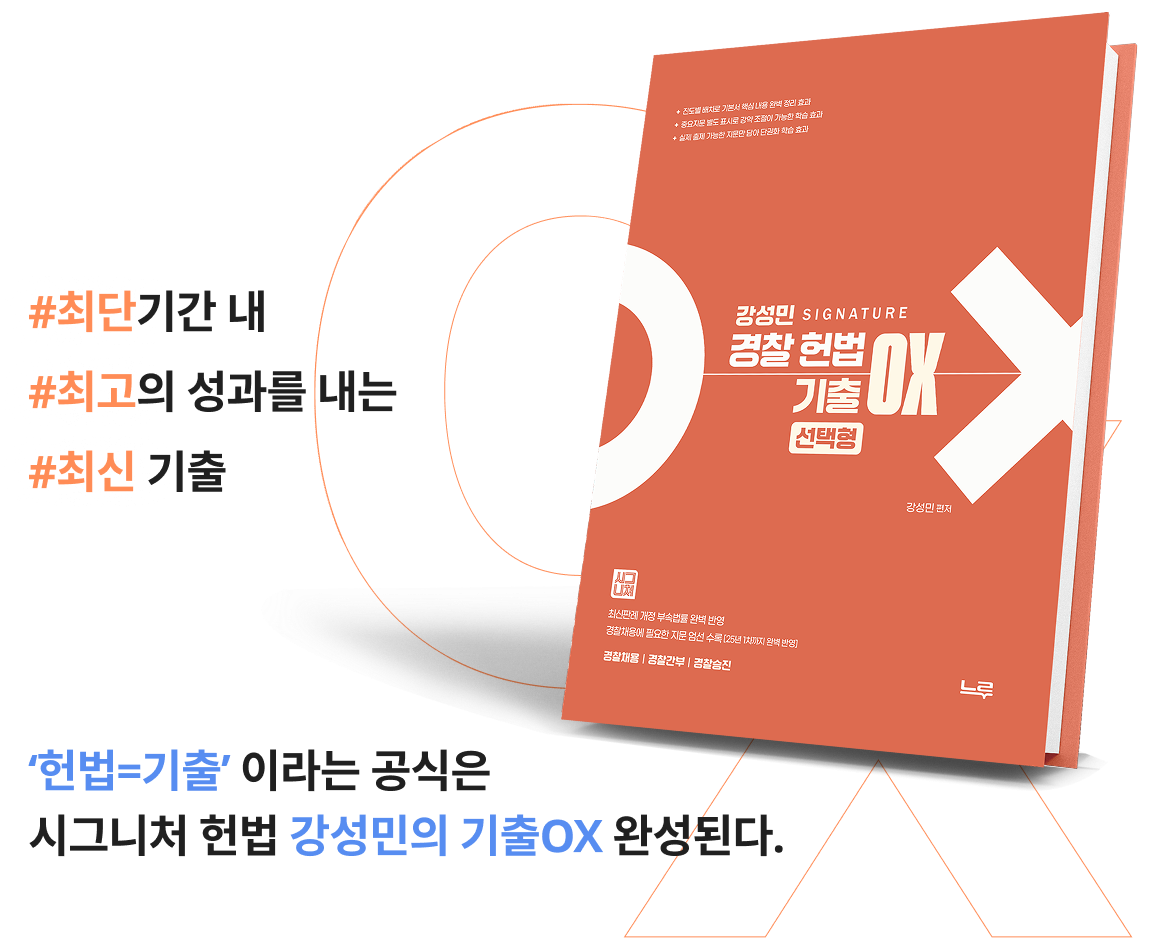 #최단기간 내
#최고의 성과를 내는
#최신 기출
✦ 진도별 배치로 기본서 핵심 내용 완벽 정리 효과
✦ 중요지문 별도 표시로 강약 조절이 가능한 학습 효과
✦ 실제 출제 가능한 지문만 담아 단권화 학습 효과
강성민 SIGNATURE
경찰 헌법
기출 OX
선택형
강성민 편저
시그
니처
최신판례 개정 부속법률 완벽 반영
경찰채용에 필요한 지문 엄선 수록 (25년 1차까지 완벽 반영)
경찰채용 | 경찰간부 | 경찰승진
느루
‘헌법=기출’ 이라는 공식은
시그니처 헌법 강성민의 기출OX 완성된다.